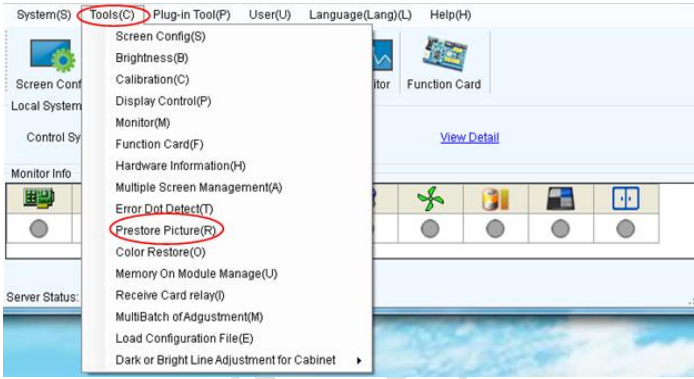 System(S) Tools(C) Plug-in Tool(P) User(U) Language(Lang)(L) Help(H)
Screen Config(S)
Brightness(B)
Calibration(C)
Display Control(P)
Monitor(M)
Function Card(F)
Hardware Information(H)
Multiple Screen Management(A)
Error Dot Detect(T)
Prestore Picture(R)
Color Restore(O)
Memory On Module Manage(U)
Receive Card relay(I)
MultiBatch of Adgustment(M)
Load Configuration File(E)
Dark or Bright Line Adjustment for Cabinet
Screen Conf
itor
Function Card
Local System
Control Sy
View Detail
Monitor Info
Server Status: